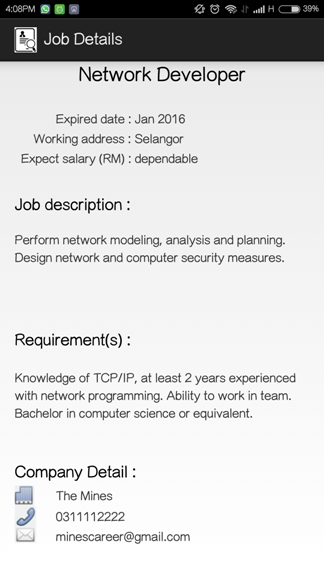 4:08PM H 39%
Job Details
Network Developer
Expired date : Jan 2016
Working address : Selangor
Expect salary (RM) : dependable
Job description :
Perform network modeling, analysis and planning.
Design network and computer security measures.
Requirement(s) :
Knowledge of TCP/IP, at least 2 years experienced
with network programming. Ability to work in team.
Bachelor in computer science or equivalent.
Company Detail :
The Mines
0311112222
minescareer@gmail.com